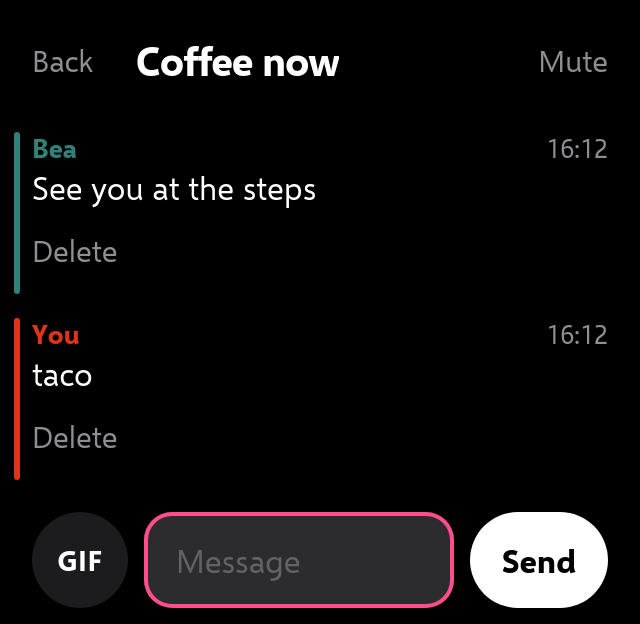 Back Coffee now Mute
Bea 16:12
See you at the steps
Delete
You 16:12
taco
Delete
GIF Message Send